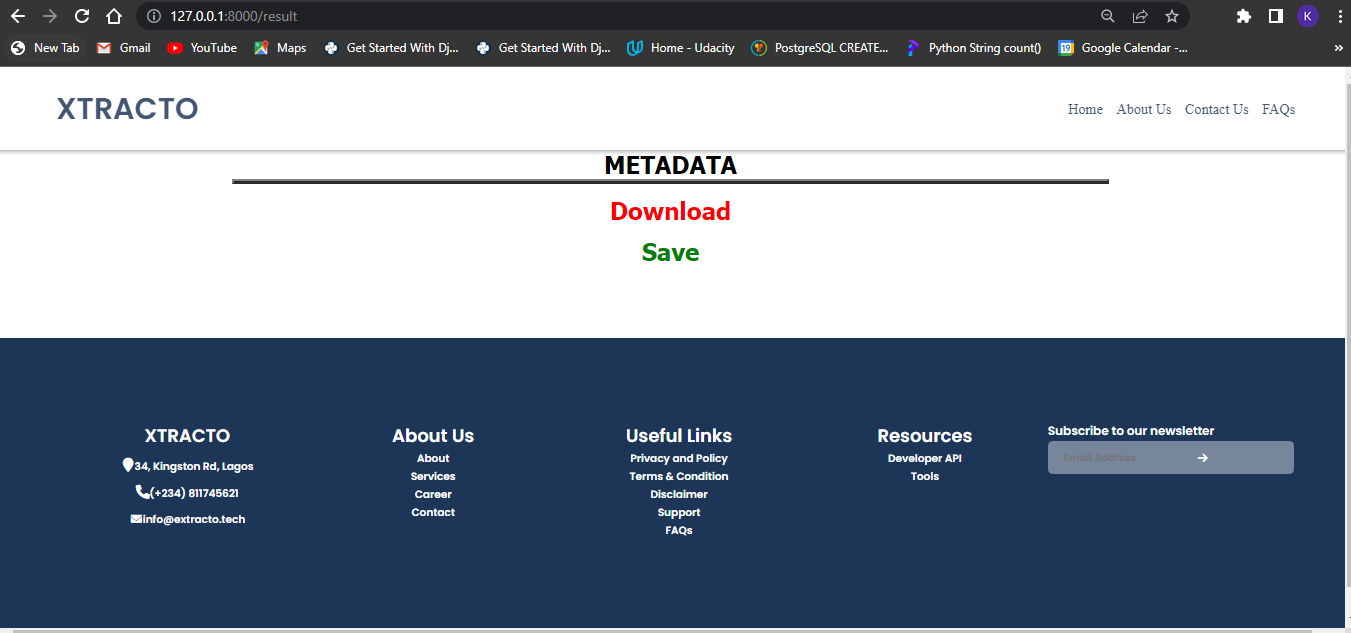 127.0.0.1:8000/result
K
New Tab
Gmail
YouTube
Maps
Get Started With Dj...
Get Started With Dj...
Home - Udacity
PostgreSQL CREATE...
Python String count()
19
Google Calendar -...
»
XTRACTO
Home
About Us
Contact Us
FAQs
METADATA
Download
Save
XTRACTO
34, Kingston Rd, Lagos
(+234) 811745621
info@extracto.tech
About Us
About
Services
Career
Contact
Useful Links
Privacy and Policy
Terms & Condition
Disclaimer
Support
FAQs
Resources
Developer API
Tools
Subscribe to our newsletter
Email Address